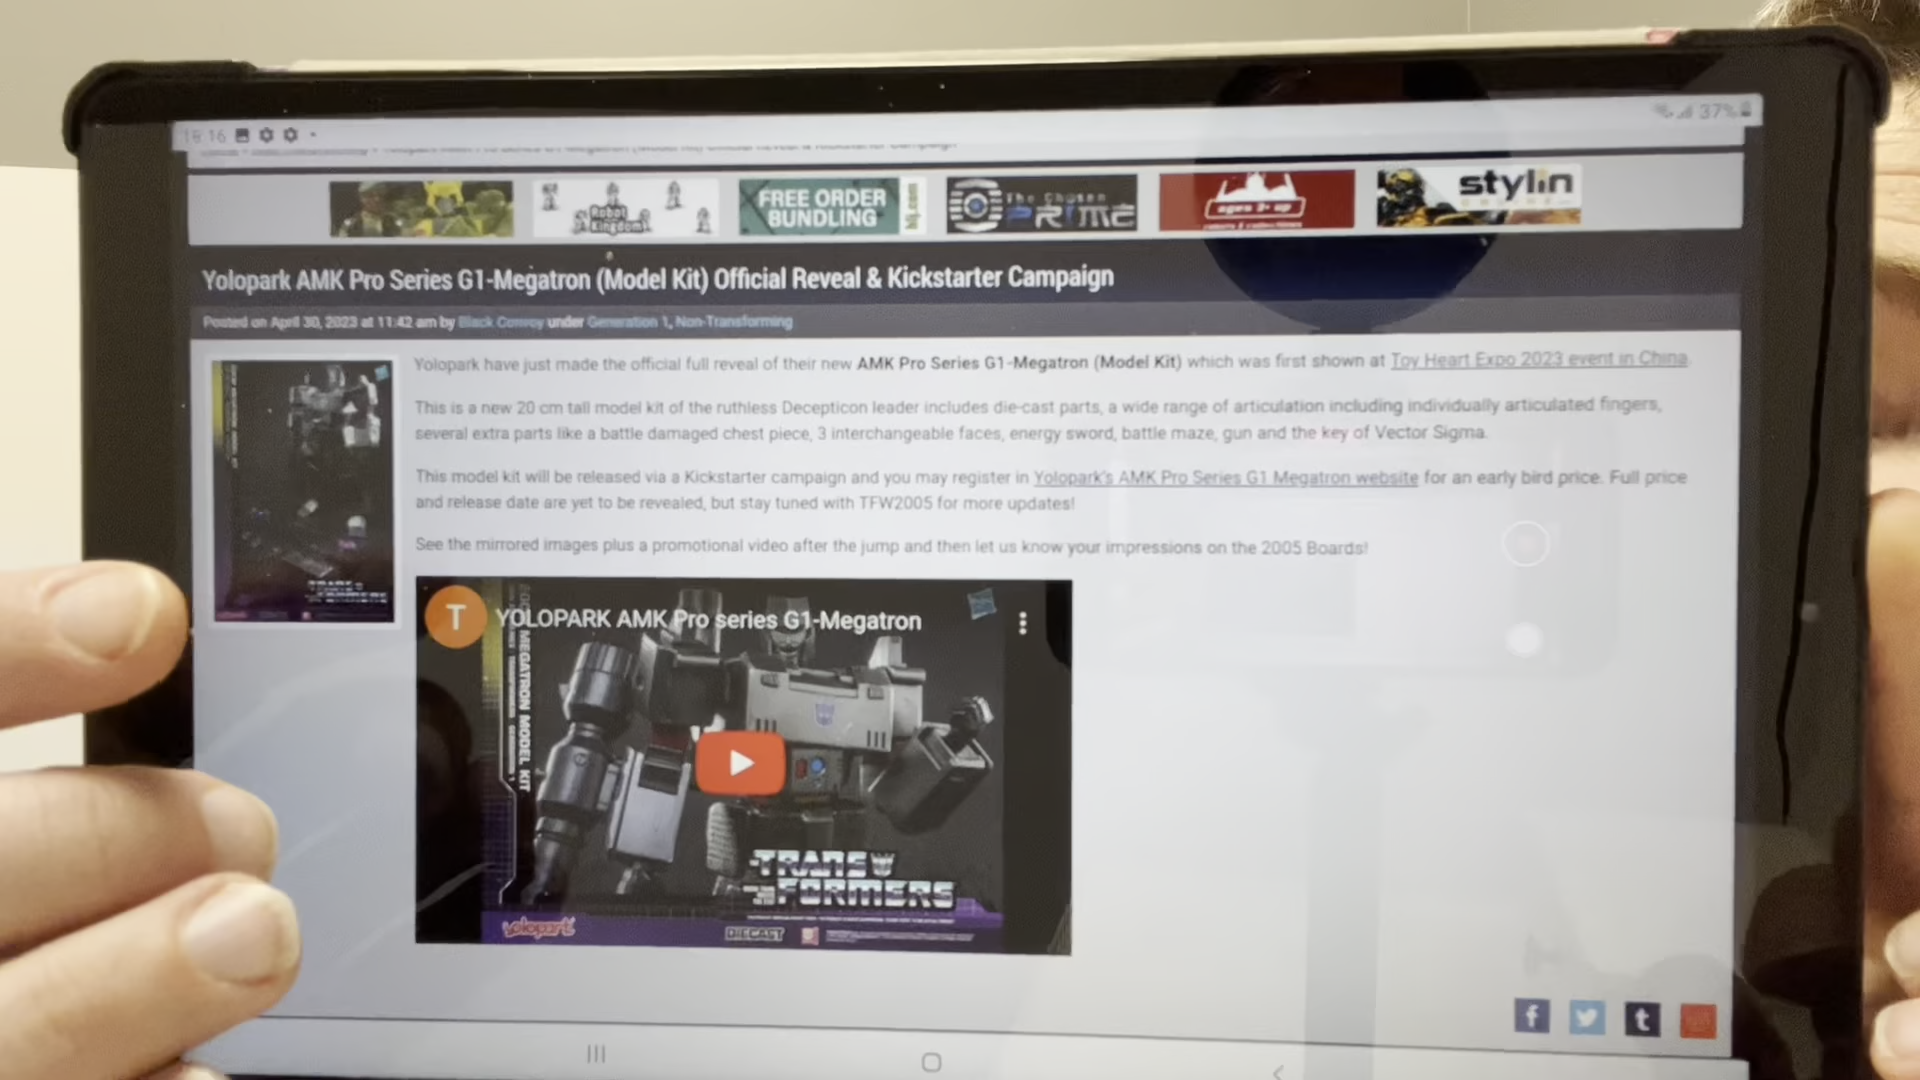 18:16
37%
Robot Kingdom
FREE ORDER BUNDLING
hlj.com
The Chosen PRIME
ages 3+ up
stylin
Yolopark AMK Pro Series G1-Megatron (Model Kit) Official Reveal & Kickstarter Campaign
Posted on April 30, 2023 at 11:42 am by Black Convoy under Generation 1, Non-Transforming
Yolopark have just made the official full reveal of their new AMK Pro Series G1-Megatron (Model Kit) which was first shown at Toy Heart Expo 2023 event in China.
This is a new 20 cm tall model kit of the ruthless Decepticon leader includes die-cast parts, a wide range of articulation including individually articulated fingers,
several extra parts like a battle damaged chest piece, 3 interchangeable faces, energy sword, battle maze, gun and the key of Vector Sigma.
This model kit will be released via a Kickstarter campaign and you may register in Yolopark's AMK Pro Series G1 Megatron website for an early bird price. Full price
and release date are yet to be revealed, but stay tuned with TFW2005 for more updates!
See the mirrored images plus a promotional video after the jump and then let us know your impressions on the 2005 Boards!
T
YOLOPARK AMK Pro series G1-Megatron
MEGATRON MODEL KIT
TRANSFORMERS
yolopark
DIECAST